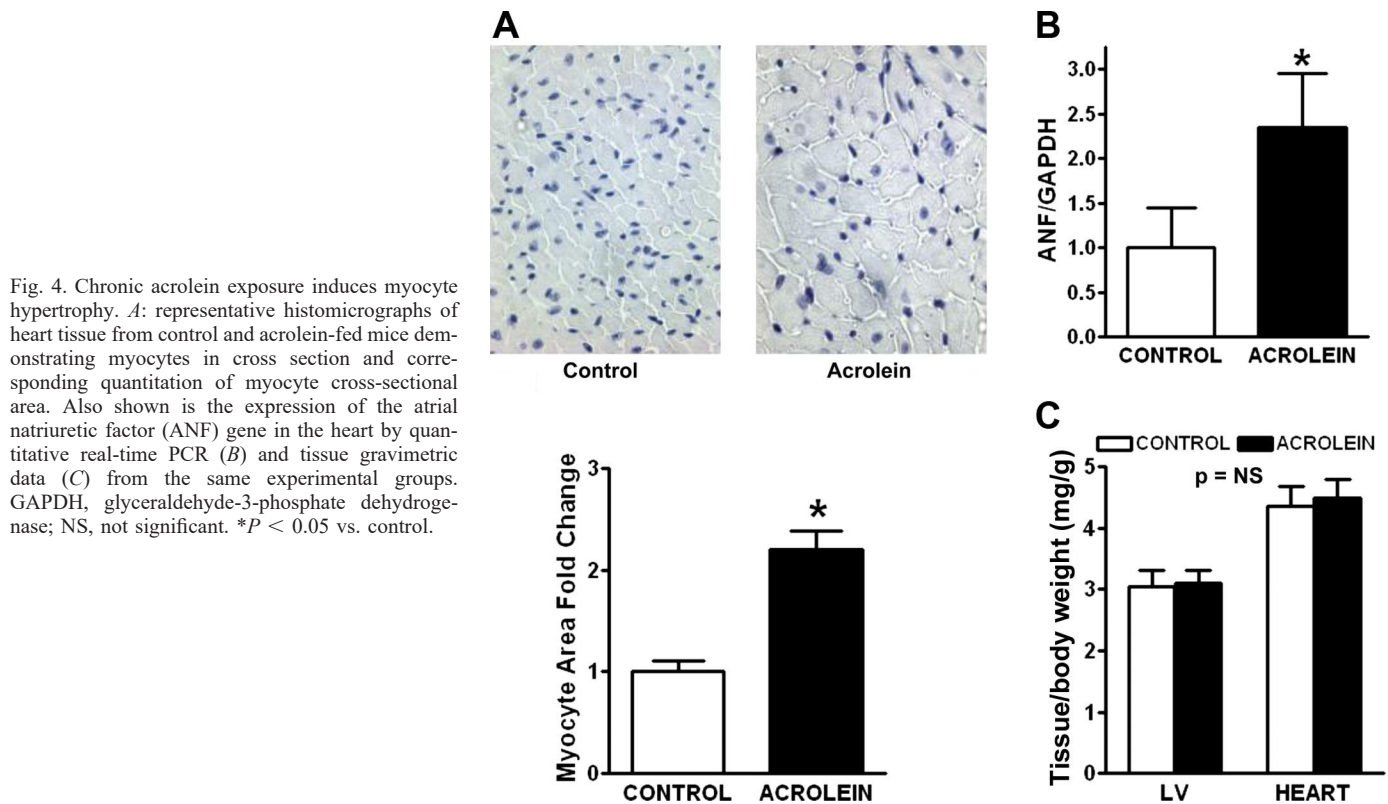 Fig. 4. Chronic acrolein exposure induces myocyte
hypertrophy. A: representative histomicrographs of
heart tissue from control and acrolein-fed mice dem-
onstrating myocytes in cross section and corre-
sponding quantitation of myocyte cross-sectional
area. Also shown is the expression of the atrial
natriuretic factor (ANF) gene in the heart by quan-
titative real-time PCR (B) and tissue gravimetric
data (C) from the same experimental groups.
GAPDH, glyceraldehyde-3-phosphate dehydroge-
nase; NS, not significant. *P < 0.05 vs. control.
A
Control
Acrolein
Myocyte Area Fold Change
3
2
1
0
*
CONTROL
ACROLEIN
B
ANF/GAPDH
3.0
2.5
2.0
1.5
1.0
0.5
0.0
*
CONTROL
ACROLEIN
C
CONTROL
ACROLEIN
Tissue/body weight (mg/g)
5
4
3
2
1
0
p = NS
LV
HEART